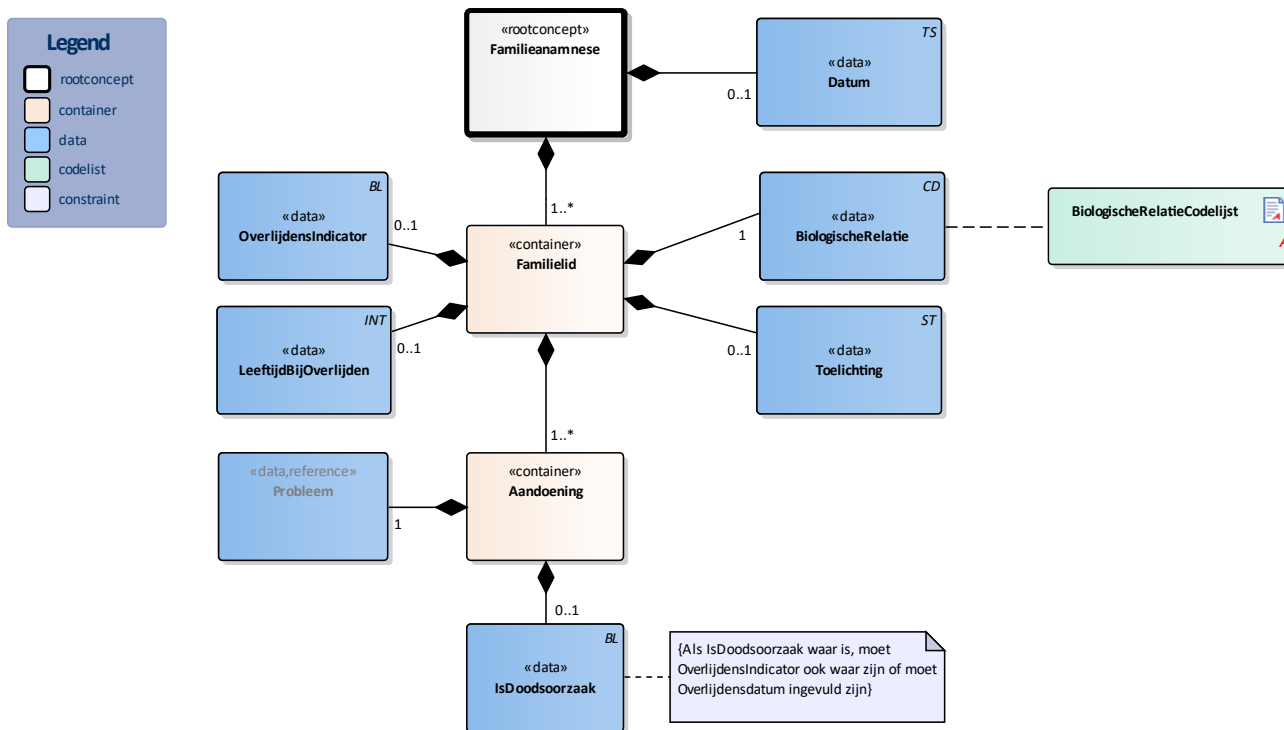 Legend
rootconcept
container
data
codelist
constraint
«rootconcept»
Familieanamnese
TS
«data»
Datum
0..1
1..*
BL
«data»
OverlijdensIndicator
0..1
«container»
Familielid
CD
«data»
BiologischeRelatie
1
BiologischeRelatieCodelijst
INT
«data»
LeeftijdBijOverlijden
0..1
ST
«data»
Toelichting
0..1
1..*
«data,reference»
Probleem
1
«container»
Aandoening
0..1
BL
«data»
IsDoodsoorzaak
{Als IsDoodsoorzaak waar is, moet
OverlijdensIndicator ook waar zijn of moet
Overlijdensdatum ingevuld zijn}